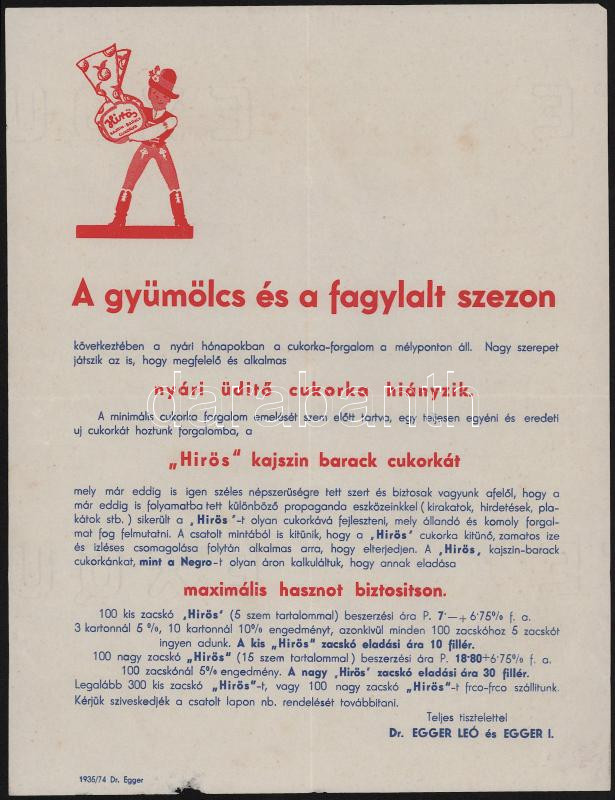 Hirös
KAJSZIN BARACK
CUKORKA
A gyümölcs és a fagylalt szezon
következtében a nyári hónapokban a cukorka-forgalom a mélyponton áll. Nagy szerepet
játszik az is, hogy megfelelő és alkalmas
nyári üditő cukorka hiányzik.
A minimális cukorka forgalom emelését szem előtt tartva, egy teljesen egyéni és eredeti
uj cukorkát hoztunk forgalomba, a
„Hirös" kajszin barack cukorkát
mely már eddig is igen széles népszerüségre tett szert és biztosak vagyunk afelől, hogy a
már eddig is folyamatba tett különböző propaganda eszközeinkkel ( kirakatok, hirdetések, pla-
kátok stb. ) sikerült a „Hirös"-t olyan cukorkává fejleszteni, mely állandó és komoly forgal-
mat fog felmutatni. A csatolt mintából is kitünik, hogy a „Hirös" cukorka kitünő, zamatos ize
és izléses csomagolása folytán alkalmas arra, hogy elterjedjen. A „Hirös„ kajszin-barack
cukorkánkat, mint a Negro-t olyan áron kalkuláltuk, hogy annak eladása
maximális hasznot biztositson.
100 kis zacskó „Hirös" (5 szem tartalommal) beszerzési ára P. 7·— + 6·75% f. a.
3 kartonnál 5 %, 10 kartonnál 10% engedményt, azonkivül minden 100 zacskóhoz 5 zacskót
ingyen adunk. A kis „Hirös" zacskó eladási ára 10 fillér.
100 nagy zacskó „Hirös" (15 szem tartalommal ) beszerzési ára P. 18·80+6·75% f. a.
100 zacskónál 5% engedmény. A nagy „Hirös" zacskó eladási ára 30 fillér.
Legalább 300 kis zacskó „Hirös"-t, vagy 100 nagy zacskó „Hirös"-t frco-frco szállitunk.
Kérjük sziveskedjék a csatolt lapon nb. rendelését továbbitani.
Teljes tisztelettel
Dr. EGGER LEÓ és EGGER I.
1935/74 Dr. Egger
darabanth